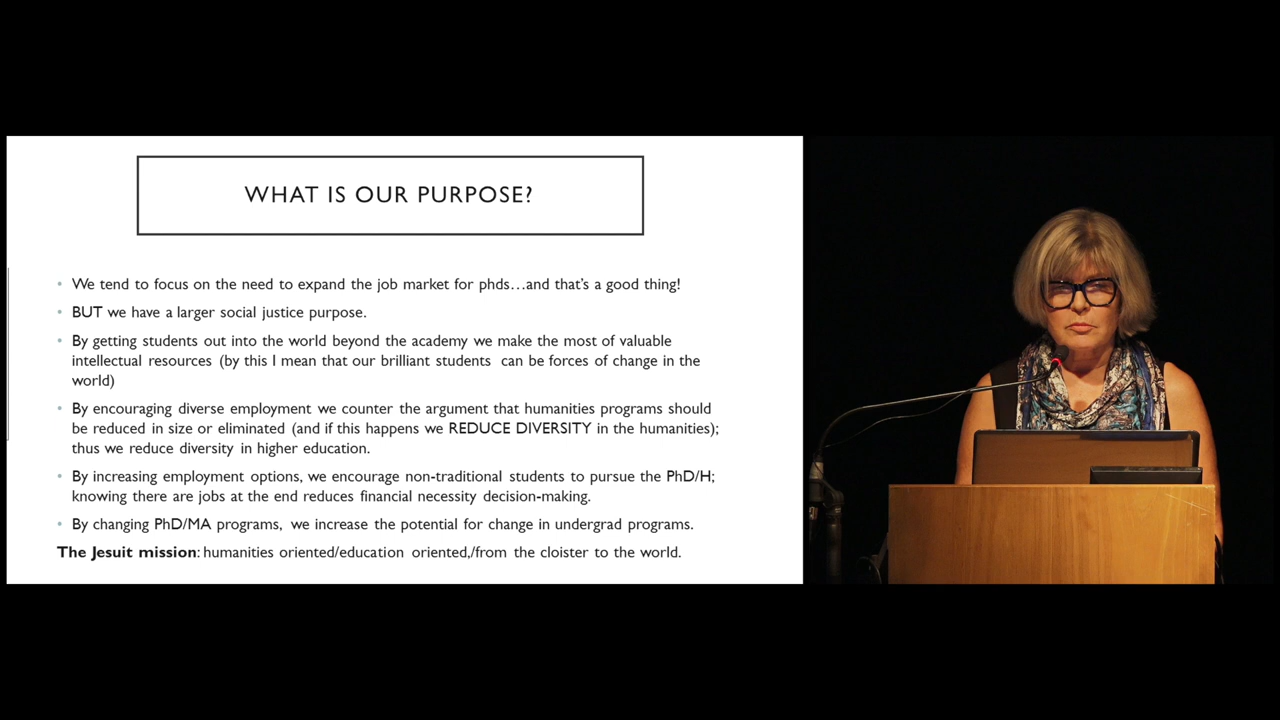 WHAT IS OUR PURPOSE?
• We tend to focus on the need to expand the job market for phds…and that's a good thing!
• BUT we have a larger social justice purpose.
• By getting students out into the world beyond the academy we make the most of valuable
intellectual resources (by this I mean that our brilliant students can be forces of change in the
world)
• By encouraging diverse employment we counter the argument that humanities programs should
be reduced in size or eliminated (and if this happens we REDUCE DIVERSITY in the humanities);
thus we reduce diversity in higher education.
• By increasing employment options, we encourage non-traditional students to pursue the PhD/H;
knowing there are jobs at the end reduces financial necessity decision-making.
• By changing PhD/MA programs, we increase the potential for change in undergrad programs.
The Jesuit mission: humanities oriented/education oriented,/from the cloister to the world.